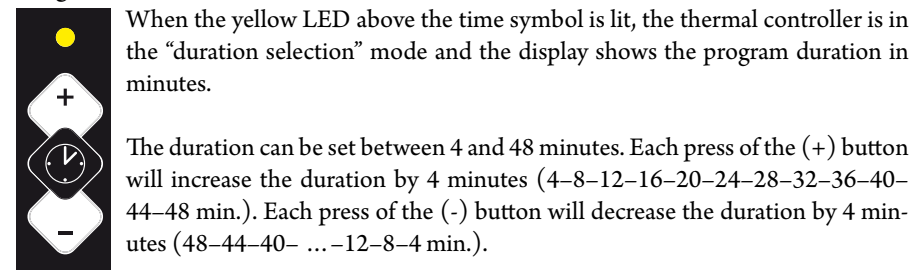 When the yellow LED above the time symbol is lit, the thermal controller is in
the “duration selection” mode and the display shows the program duration in
minutes.
+
The duration can be set between 4 and 48 minutes. Each press of the (+) button
will increase the duration by 4 minutes (4–8–12–16–20–24–28–32–36–40–
44–48 min.). Each press of the (-) button will decrease the duration by 4 min-
utes (48–44–40– …–12–8–4 min.).
-